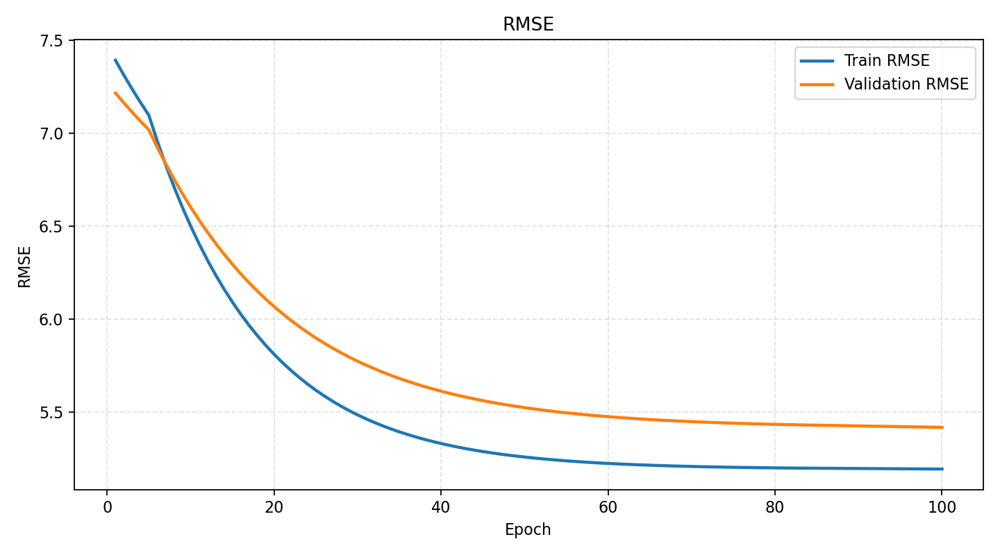 RMSE
7.5
7.0
6.5
6.0
5.5
RMSE
Train RMSE
Validation RMSE
0 20 40 60 80 100
Epoch